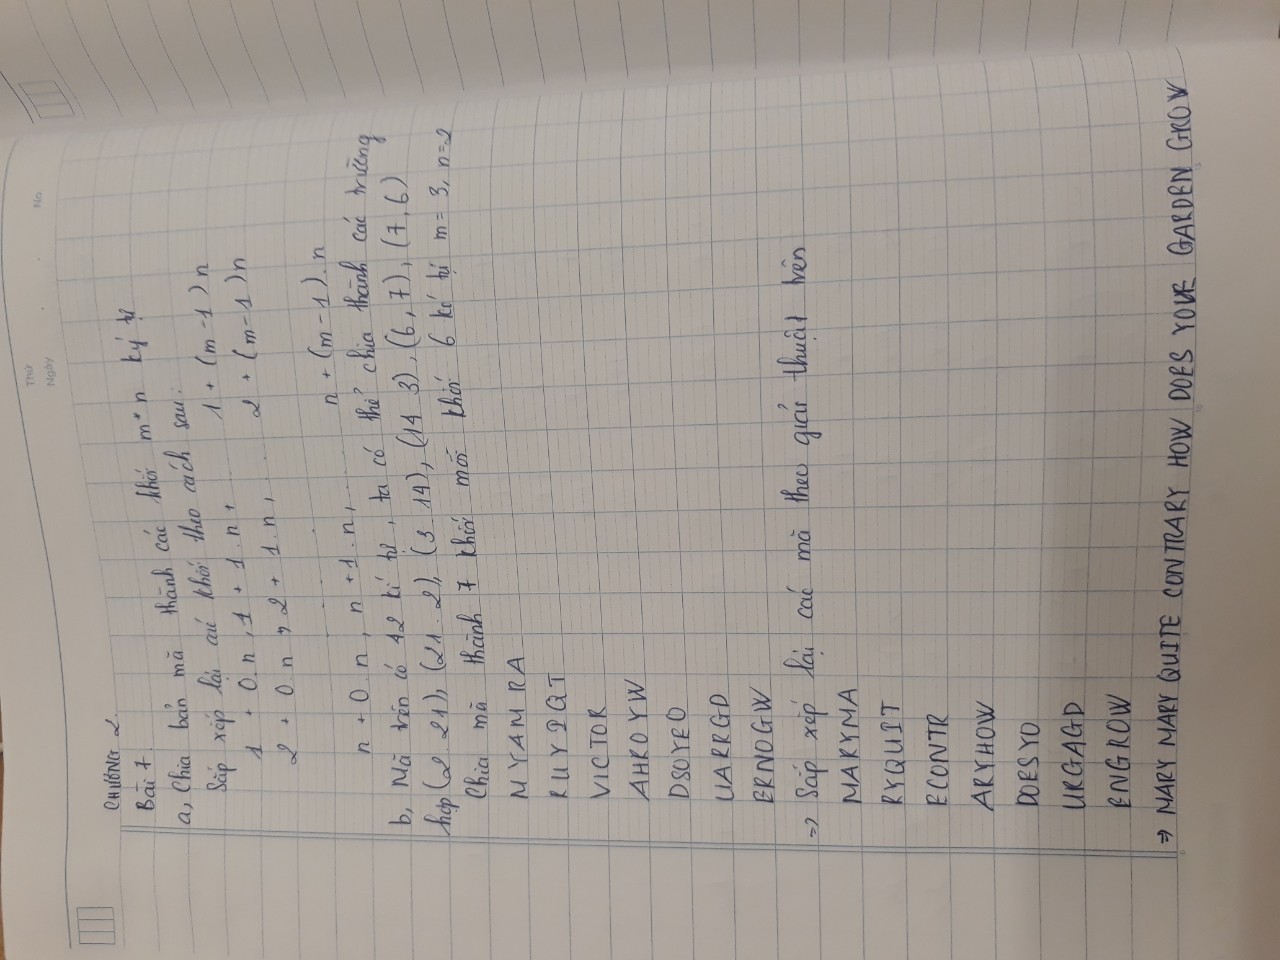 Thứ
Ngày . . No.
CHƯƠNG 2.
Bài 7.
a, Chia bản mã thành các khối m*n ký tự
Sắp xếp lại các khối theo cách sau:
1 + 0.n, 1 + 1.n, ..... 1 + (m-1)n
2 + 0.n, 2 + 1.n, ..... 2 + (m-1)n
n + 0.n, n+1.n, ..... n + (m-1).n
b, Mã trên có 42 kí tự, ta có thể chia thành các trường
hợp (2.21), (21.2), (3 14), (14 3), (6,7), (7,6)
Chia mã thành 7 khối mỗi khối 6 kí tự m=3, n=2
MYAMRA
RUYIQT
VICTOR
AHROYW
DSOYEO
UARRGD
ERNOGW
=> Sắp xếp lại các mã theo giải thuật trên
MARYMA
RYQUIT
ECONTR
ARYHOW
DOESYO
URGAGD
ENGROW
=> MARY MARY QUITE CONTRARY HOW DOES YOUR GARDEN GROW